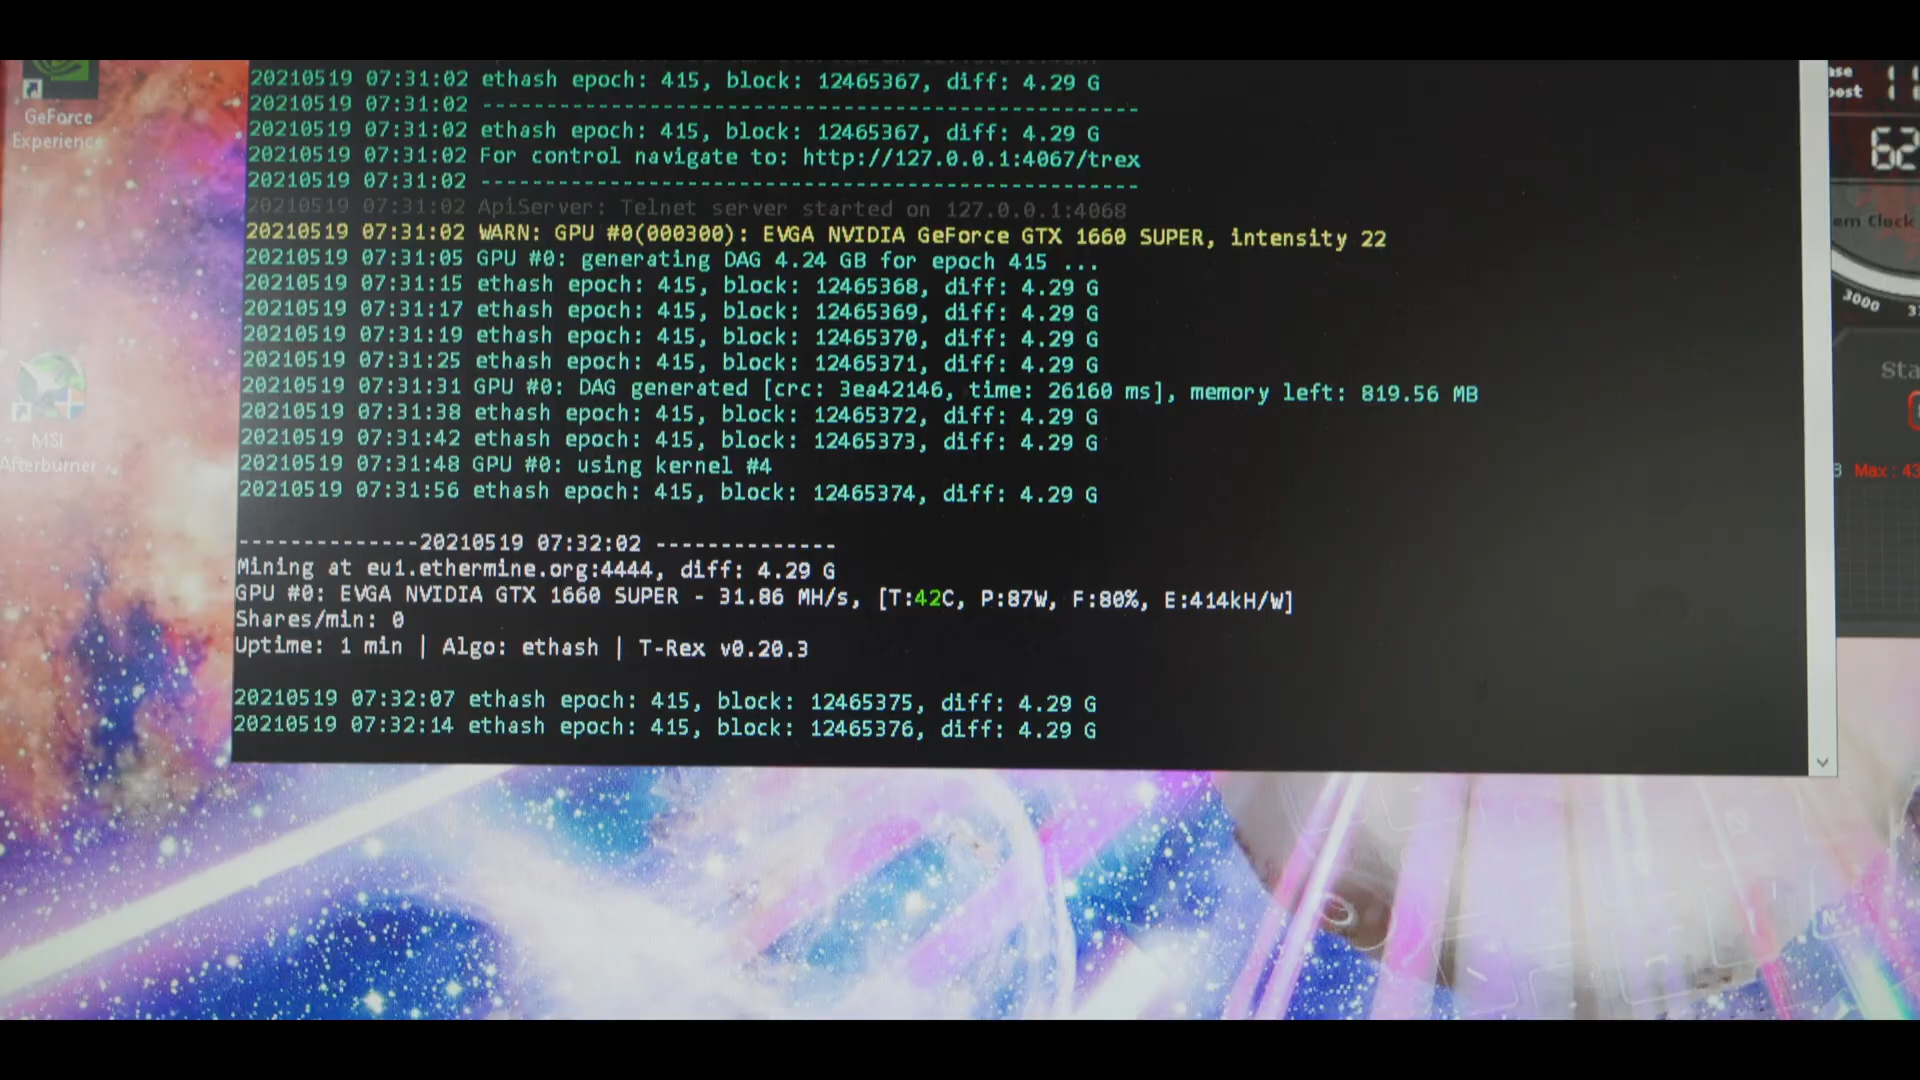 GeForce
Experience
MSI
Afterburner
20210519 07:31:02 ethash epoch: 415, block: 12465367, diff: 4.29 G
20210519 07:31:02 -----------------------------------------------------
20210519 07:31:02 ethash epoch: 415, block: 12465367, diff: 4.29 G
20210519 07:31:02 For control navigate to: http://127.0.0.1:4067/trex
20210519 07:31:02 -----------------------------------------------------
20210519 07:31:02 ApiServer: Telnet server started on 127.0.0.1:4068
20210519 07:31:02 WARN: GPU #0(000300): EVGA NVIDIA GeForce GTX 1660 SUPER, intensity 22
20210519 07:31:05 GPU #0: generating DAG 4.24 GB for epoch 415 ...
20210519 07:31:15 ethash epoch: 415, block: 12465368, diff: 4.29 G
20210519 07:31:17 ethash epoch: 415, block: 12465369, diff: 4.29 G
20210519 07:31:19 ethash epoch: 415, block: 12465370, diff: 4.29 G
20210519 07:31:25 ethash epoch: 415, block: 12465371, diff: 4.29 G
20210519 07:31:31 GPU #0: DAG generated [crc: 3ea42146, time: 26160 ms], memory left: 819.56 MB
20210519 07:31:38 ethash epoch: 415, block: 12465372, diff: 4.29 G
20210519 07:31:42 ethash epoch: 415, block: 12465373, diff: 4.29 G
20210519 07:31:48 GPU #0: using kernel #4
20210519 07:31:56 ethash epoch: 415, block: 12465374, diff: 4.29 G
--------------20210519 07:32:02 --------------
Mining at eu1.ethermine.org:4444, diff: 4.29 G
GPU #0: EVGA NVIDIA GTX 1660 SUPER - 31.86 MH/s, [T:42C, P:87W, F:80%, E:414kH/W]
Shares/min: 0
Uptime: 1 min | Algo: ethash | T-Rex v0.20.3
20210519 07:32:07 ethash epoch: 415, block: 12465375, diff: 4.29 G
20210519 07:32:14 ethash epoch: 415, block: 12465376, diff: 4.29 G
62
Clock
3000
Max : 43